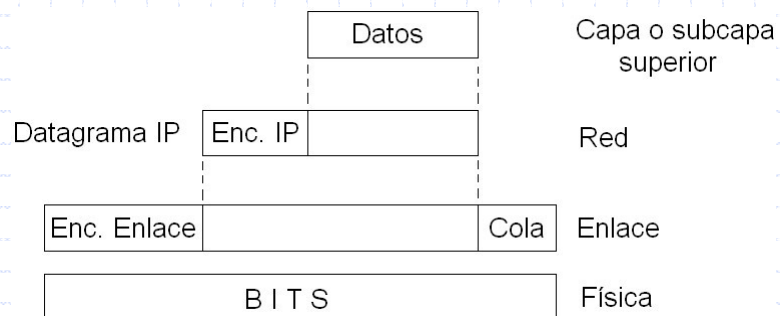 Datos
Capa o subcapa
superior
Datagrama IP
Enc. IP
Red
Enc. Enlace
Cola
Enlace
B I T S
Física